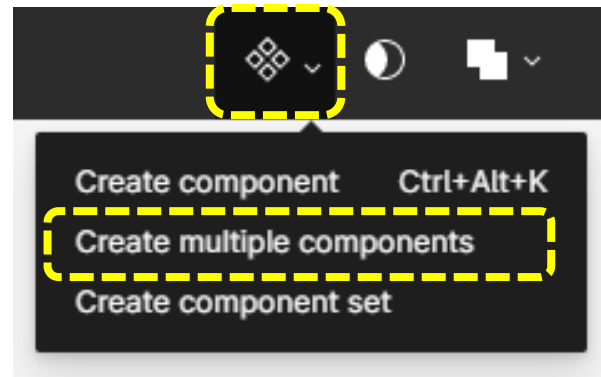 Create component Ctrl+Alt+K
Create multiple components
Create component set